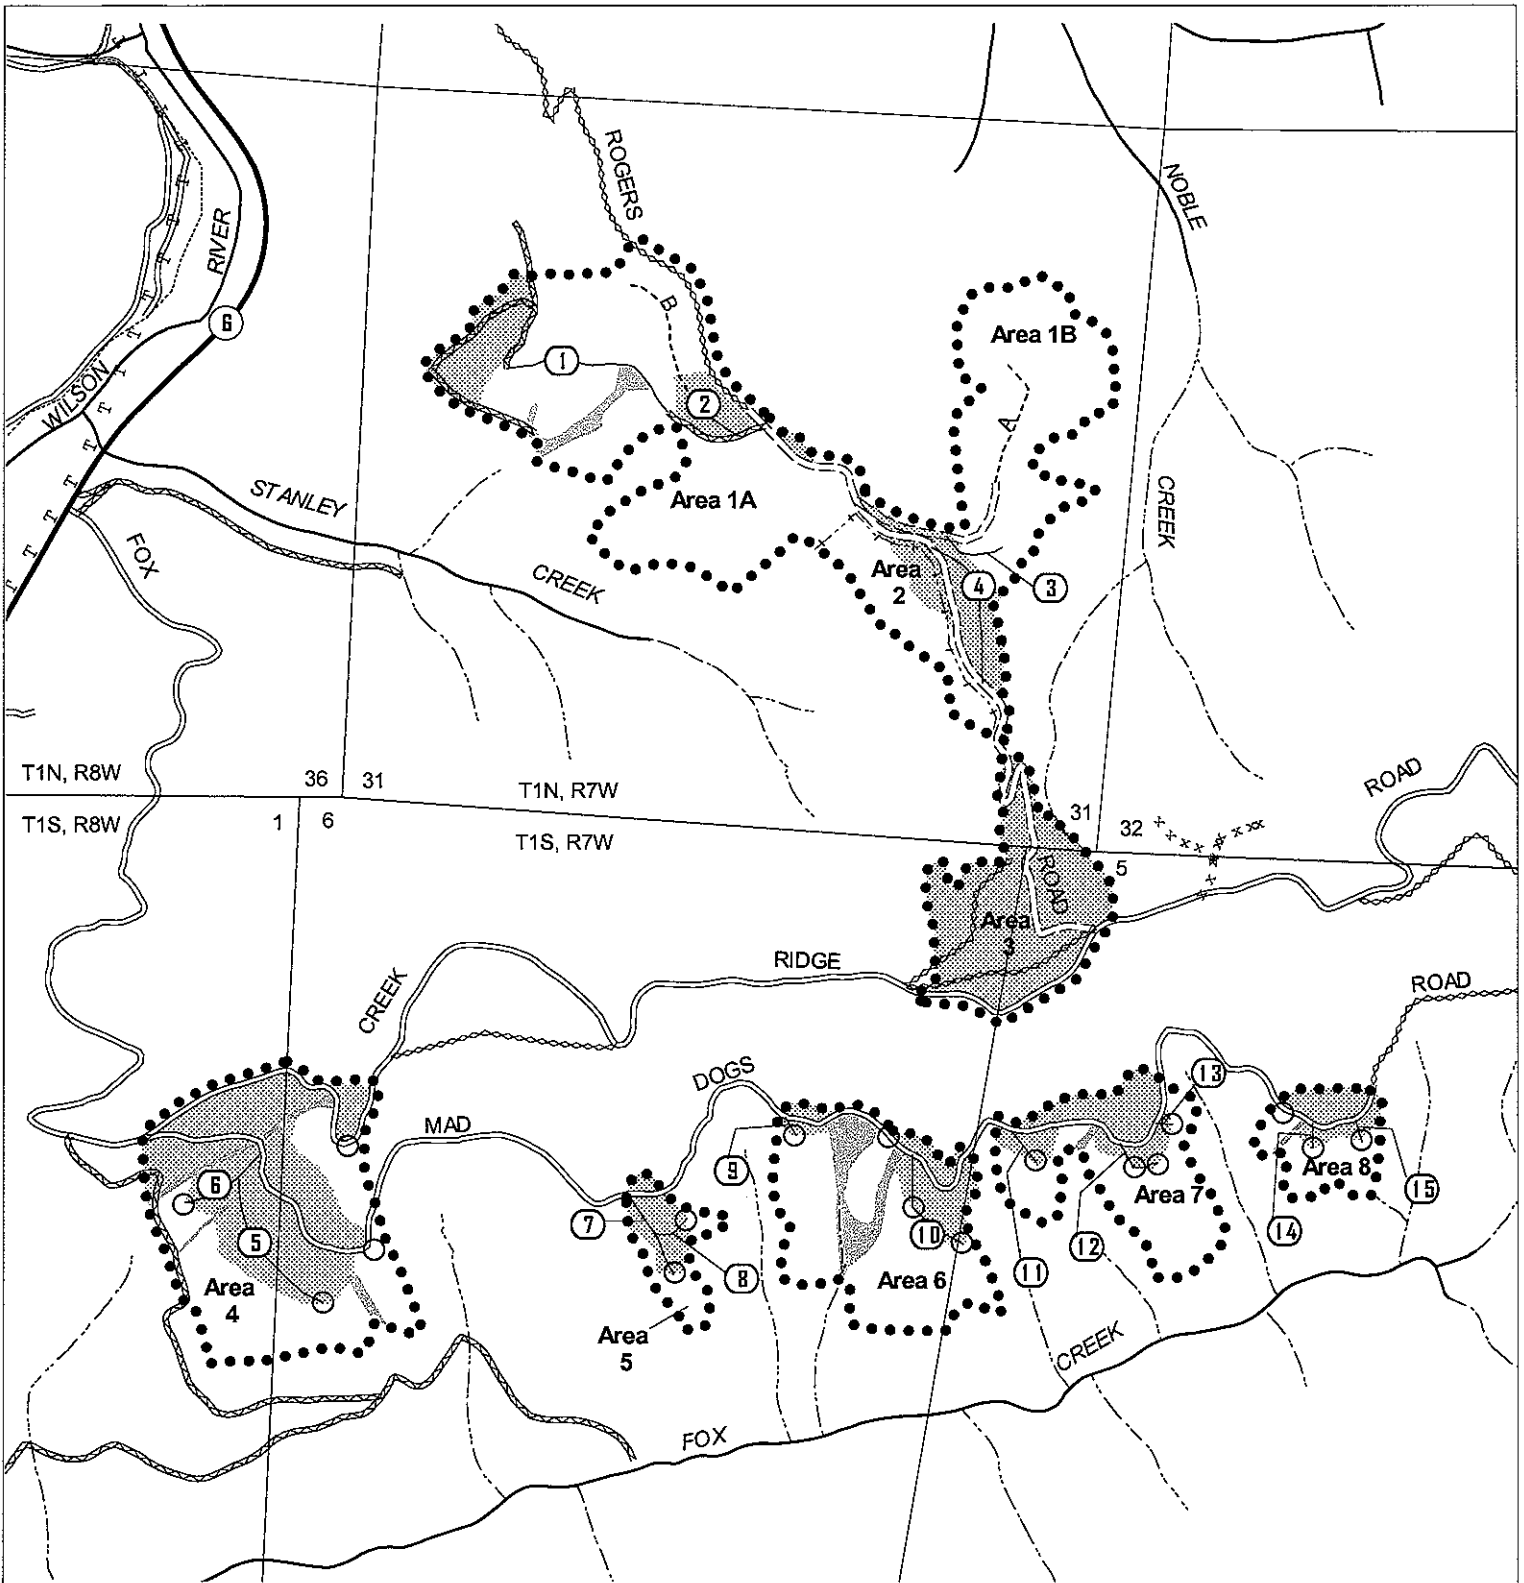 ROGERS
NOBLE
RIVER
6
B
Area 1B
1
WILSON
2
A
STANLEY
Area 1A
CREEK
FOX
CREEK
Area
2
4
3
T1N, R8W
36
31
T1N, R7W
ROAD
T1S, R8W
1
6
T1S, R7W
31
32
5
ROAD
Area
3
RIDGE
CREEK
ROAD
DOGS
MAD
13
9
6
7
5
8
10
11
12
14
15
Area 8
Area 7
Area
4
Area 6
Area
5
CREEK
FOX
T T T T T T T T T T T T T T